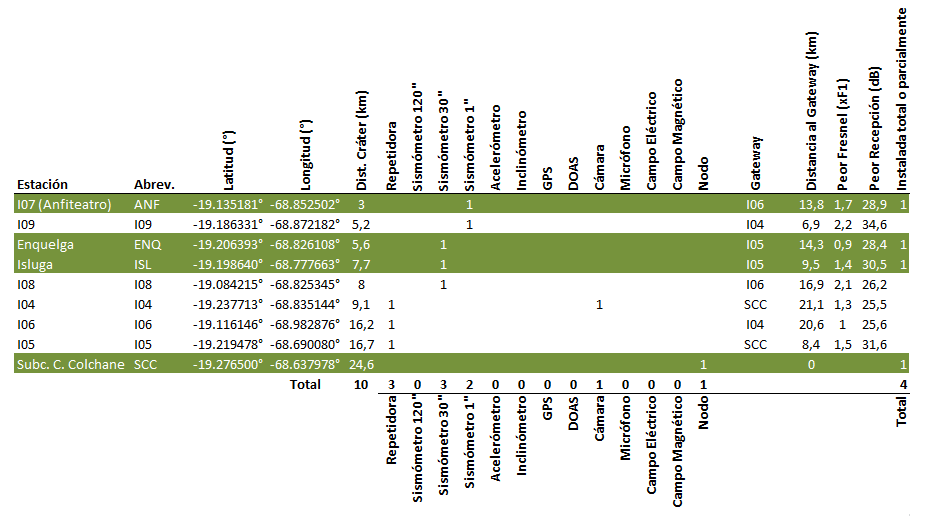 Estación Abrev. Latitud (°) Longitud (°) Dist. Cráter (km) Repetidora Sismómetro 120" Sismómetro 30" Sismómetro 1" Acelerómetro Inclinómetro GPS DOAS Cámara Micrófono Campo Eléctrico Campo Magnético Nodo Gateway Distancia al Gateway (km) Peor Fresnel (xF1) Peor Recepción (dB) Instalada total o parcialmente
I07 (Anfiteatro) ANF -19.135181° -68.852502° 3 1 I06 13,8 1,7 28,9 1
I09 I09 -19.186331° -68.872182° 5,2 1 I04 6,9 2,2 34,6
Enquelga ENQ -19.206393° -68.826108° 5,6 1 I05 14,3 0,9 28,4 1
Isluga ISL -19.198640° -68.777663° 7,7 1 I05 9,5 1,4 30,5 1
I08 I08 -19.084215° -68.825345° 8 1 I06 16,9 2,1 26,2
I04 I04 -19.237713° -68.835144° 9,1 1 1 SCC 21,1 1,3 25,5
I06 I06 -19.116146° -68.982876° 16,2 1 I04 20,6 1 25,6
I05 I05 -19.219478° -68.690080° 16,7 1 SCC 8,4 1,5 31,6
Subc. C. Colchane SCC -19.276500° -68.637978° 24,6 1 0 1
Total 10 3 0 3 2 0 0 0 0 1 0 0 0 1 4
Repetidora Sismómetro 120" Sismómetro 30" Sismómetro 1" Acelerómetro Inclinómetro GPS DOAS Cámara Micrófono Campo Eléctrico Campo Magnético Nodo Total